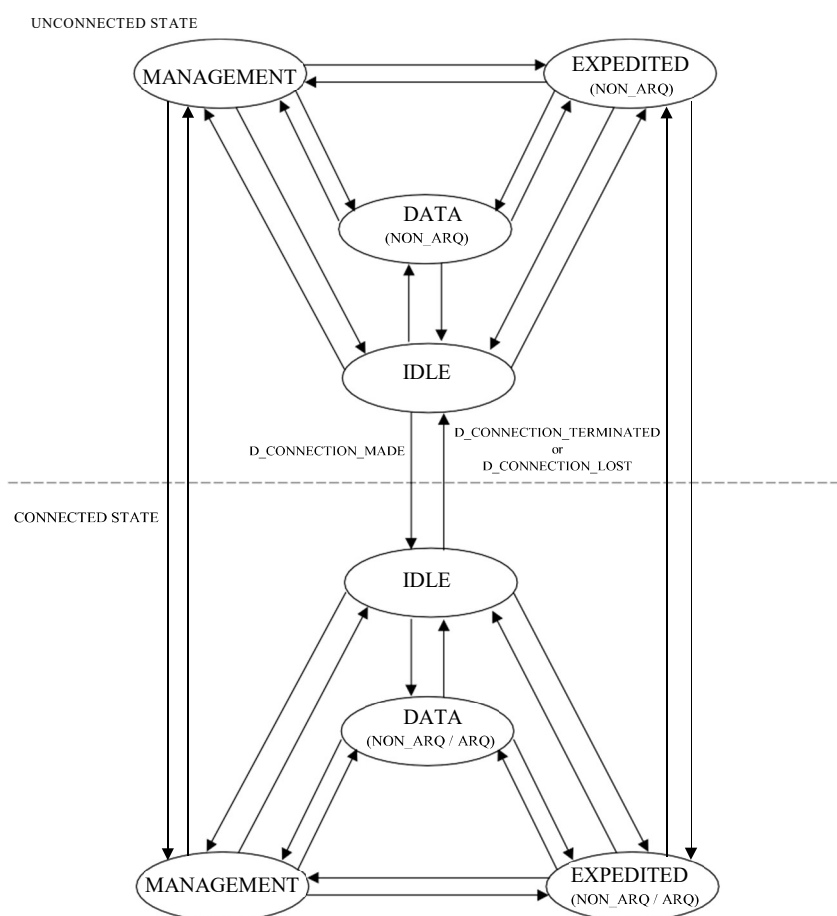 UNCONNECTED STATE
MANAGEMENT
EXPEDITED
(NON_ARQ)
DATA
(NON_ARQ)
IDLE
D_CONNECTION_MADE
D_CONNECTION_TERMINATED
or
D_CONNECTION_LOST
CONNECTED STATE
IDLE
DATA
(NON_ARQ / ARQ)
MANAGEMENT
EXPEDITED
(NON_ARQ / ARQ)